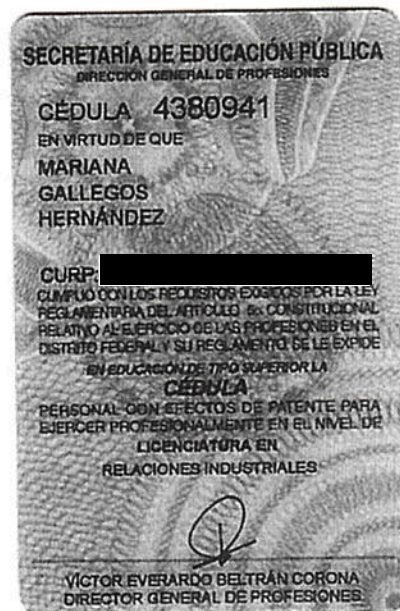 SECRETARÍA DE EDUCACIÓN PÚBLICA
DIRECCIÓN GENERAL DE PROFESIONES
CÉDULA 4380941
EN VIRTUD DE QUE
MARIANA
GALLEGOS
HERNÁNDEZ
CURP:
CUMPLIÓ CON LOS REQUISITOS EXIGIDOS POR LA LEY
REGLAMENTARIA DEL ARTÍCULO 5o. CONSTITUCIONAL
RELATIVO AL EJERCICIO DE LAS PROFESIONES EN EL
DISTRITO FEDERAL Y SU REGLAMENTO, SE LE EXPIDE
EN EDUCACIÓN DE TIPO SUPERIOR LA
CÉDULA
PERSONAL CON EFECTOS DE PATENTE PARA
EJERCER PROFESIONALMENTE EN EL NIVEL DE
LICENCIATURA EN
RELACIONES INDUSTRIALES
VÍCTOR EVERARDO BELTRÁN CORONA
DIRECTOR GENERAL DE PROFESIONES